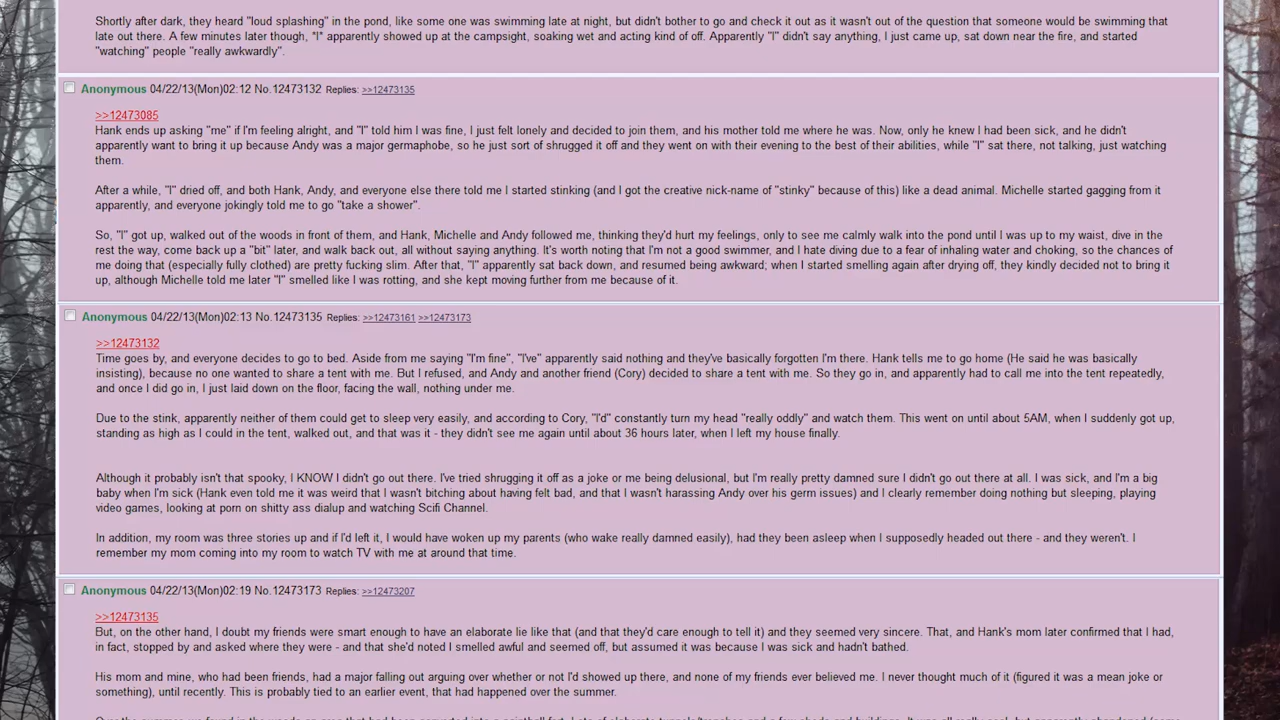 Shortly after dark, they heard "loud splashing" in the pond, like some one was swimming late at night, but didn't bother to go and check it out as it wasn't out of the question that someone would be swimming that
late out there. A few minutes later though, *I* apparently showed up at the campsight, soaking wet and acting kind of off. Apparently "I" didn't say anything, I just came up, sat down near the fire, and started
"watching" people "really awkwardly".
Anonymous 04/22/13(Mon)02:12 No.12473132 Replies: >>12473135
>>12473085
Hank ends up asking "me" if I'm feeling alright, and "I" told him I was fine, I just felt lonely and decided to join them, and his mother told me where he was. Now, only he knew I had been sick, and he didn't
apparently want to bring it up because Andy was a major germaphobe, so he just sort of shrugged it off and they went on with their evening to the best of their abilities, while "I" sat there, not talking, just watching
them.
After a while, "I" dried off, and both Hank, Andy, and everyone else there told me I started stinking (and I got the creative nick-name of "stinky" because of this) like a dead animal. Michelle started gagging from it
apparently, and everyone jokingly told me to go "take a shower".
So, "I" got up, walked out of the woods in front of them, and Hank, Michelle and Andy followed me, thinking they'd hurt my feelings, only to see me calmly walk into the pond until I was up to my waist, dive in the
rest the way, come back up a "bit" later, and walk back out, all without saying anything. It's worth noting that I'm not a good swimmer, and I hate diving due to a fear of inhaling water and choking, so the chances of
me doing that (especially fully clothed) are pretty fucking slim. After that, "I" apparently sat back down, and resumed being awkward; when I started smelling again after drying off, they kindly decided not to bring it
up, although Michelle told me later "I" smelled like I was rotting, and she kept moving further from me because of it.
Anonymous 04/22/13(Mon)02:13 No.12473135 Replies: >>12473161 >>12473173
>>12473132
Time goes by, and everyone decides to go to bed. Aside from me saying "I'm fine", "I've" apparently said nothing and they've basically forgotten I'm there. Hank tells me to go home (He said he was basically
insisting), because no one wanted to share a tent with me. But I refused, and Andy and another friend (Cory) decided to share a tent with me. So they go in, and apparently had to call me into the tent repeatedly,
and once I did go in, I just laid down on the floor, facing the wall, nothing under me.
Due to the stink, apparently neither of them could get to sleep very easily, and according to Cory, "I'd" constantly turn my head "really oddly" and watch them. This went on until about 5AM, when I suddenly got up,
standing as high as I could in the tent, walked out, and that was it - they didn't see me again until about 36 hours later, when I left my house finally.
Although it probably isn't that spooky, I KNOW I didn't go out there. I've tried shrugging it off as a joke or me being delusional, but I'm really pretty damned sure I didn't go out there at all. I was sick, and I'm a big
baby when I'm sick (Hank even told me it was weird that I wasn't bitching about having felt bad, and that I wasn't harassing Andy over his germ issues) and I clearly remember doing nothing but sleeping, playing
video games, looking at porn on shitty ass dialup and watching Scifi Channel.
In addition, my room was three stories up and if I'd left it, I would have woken up my parents (who wake really damned easily), had they been asleep when I supposedly headed out there - and they weren't. I
remember my mom coming into my room to watch TV with me at around that time.
Anonymous 04/22/13(Mon)02:19 No.12473173 Replies: >>12473207
>>12473135
But, on the other hand, I doubt my friends were smart enough to have an elaborate lie like that (and that they'd care enough to tell it) and they seemed very sincere. That, and Hank's mom later confirmed that I had,
in fact, stopped by and asked where they were - and that she'd noted I smelled awful and seemed off, but assumed it was because I was sick and hadn't bathed.
His mom and mine, who had been friends, had a major falling out arguing over whether or not I'd showed up there, and none of my friends ever believed me. I never thought much of it (figured it was a mean joke or
something), until recently. This is probably tied to an earlier event, that had happened over the summer.